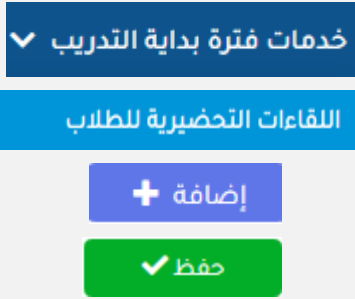 خدمات فترة بداية التدريب
اللقاءات التحضيرية للطلاب
إضافة
حفظ